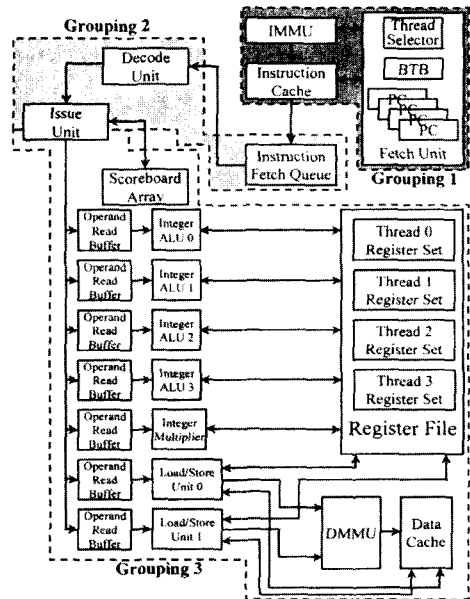 Grouping 2
Decode
Unit
Issue
Unit
Scoreboard
Array
IMMU
Instruction
Cache
Instruction
Fetch Queue
Thread
Selector
BTB
PC
PC
PC
PC
Fetch Unit
Grouping 1
Operand
Read
Buffer
Integer
ALU 0
Operand
Read
Buffer
Integer
ALU 1
Operand
Read
Buffer
Integer
ALU 2
Operand
Read
Buffer
Integer
ALU 3
Operand
Read
Buffer
Integer
Multiplier
Operand
Read
Buffer
Load/Store
Unit 0
Operand
Read
Buffer
Load/Store
Unit 1
Thread 0
Register Set
Thread 1
Register Set
Thread 2
Register Set
Thread 3
Register Set
Register File
DMMU
Data
Cache
Grouping 3